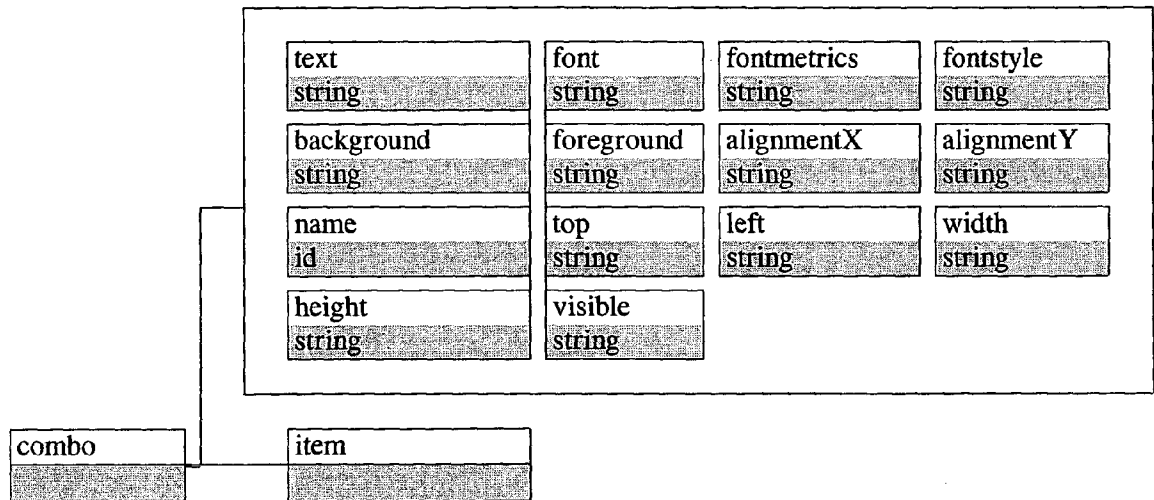 text font fontmetrics fontstyle
string string string string
background foreground alignmentX alignmentY
string string string string
name top left width
id string string string
height visible
string string
combo item